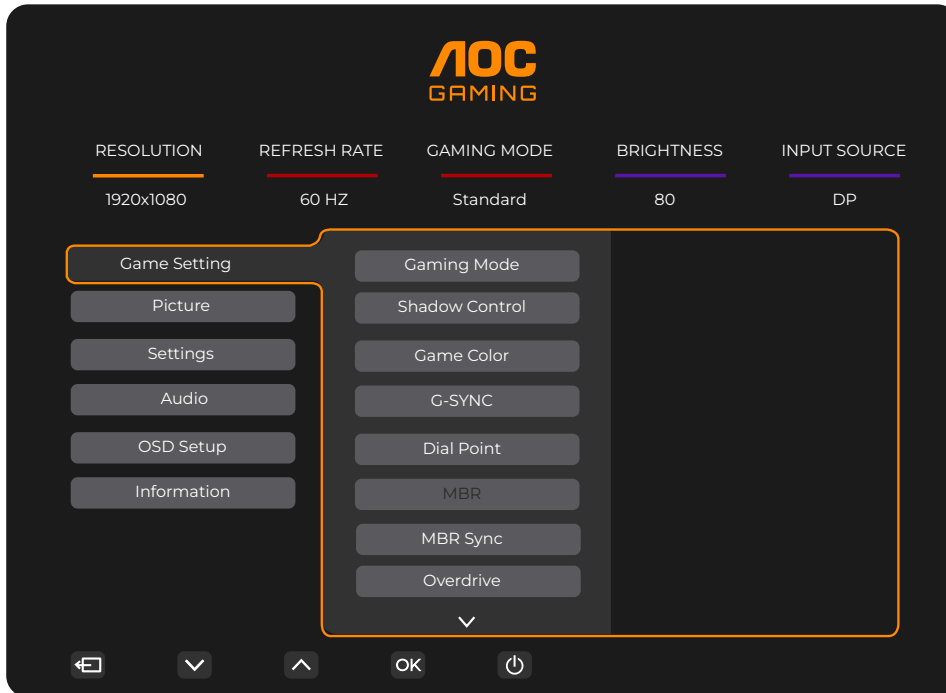 AOC
GAMING
RESOLUTION REFRESH RATE GAMING MODE BRIGHTNESS INPUT SOURCE
1920x1080 60 HZ Standard 80 DP
Game Setting
Picture
Settings
Audio
OSD Setup
Information
Gaming Mode
Shadow Control
Game Color
G-SYNC
Dial Point
MBR
MBR Sync
Overdrive
OK